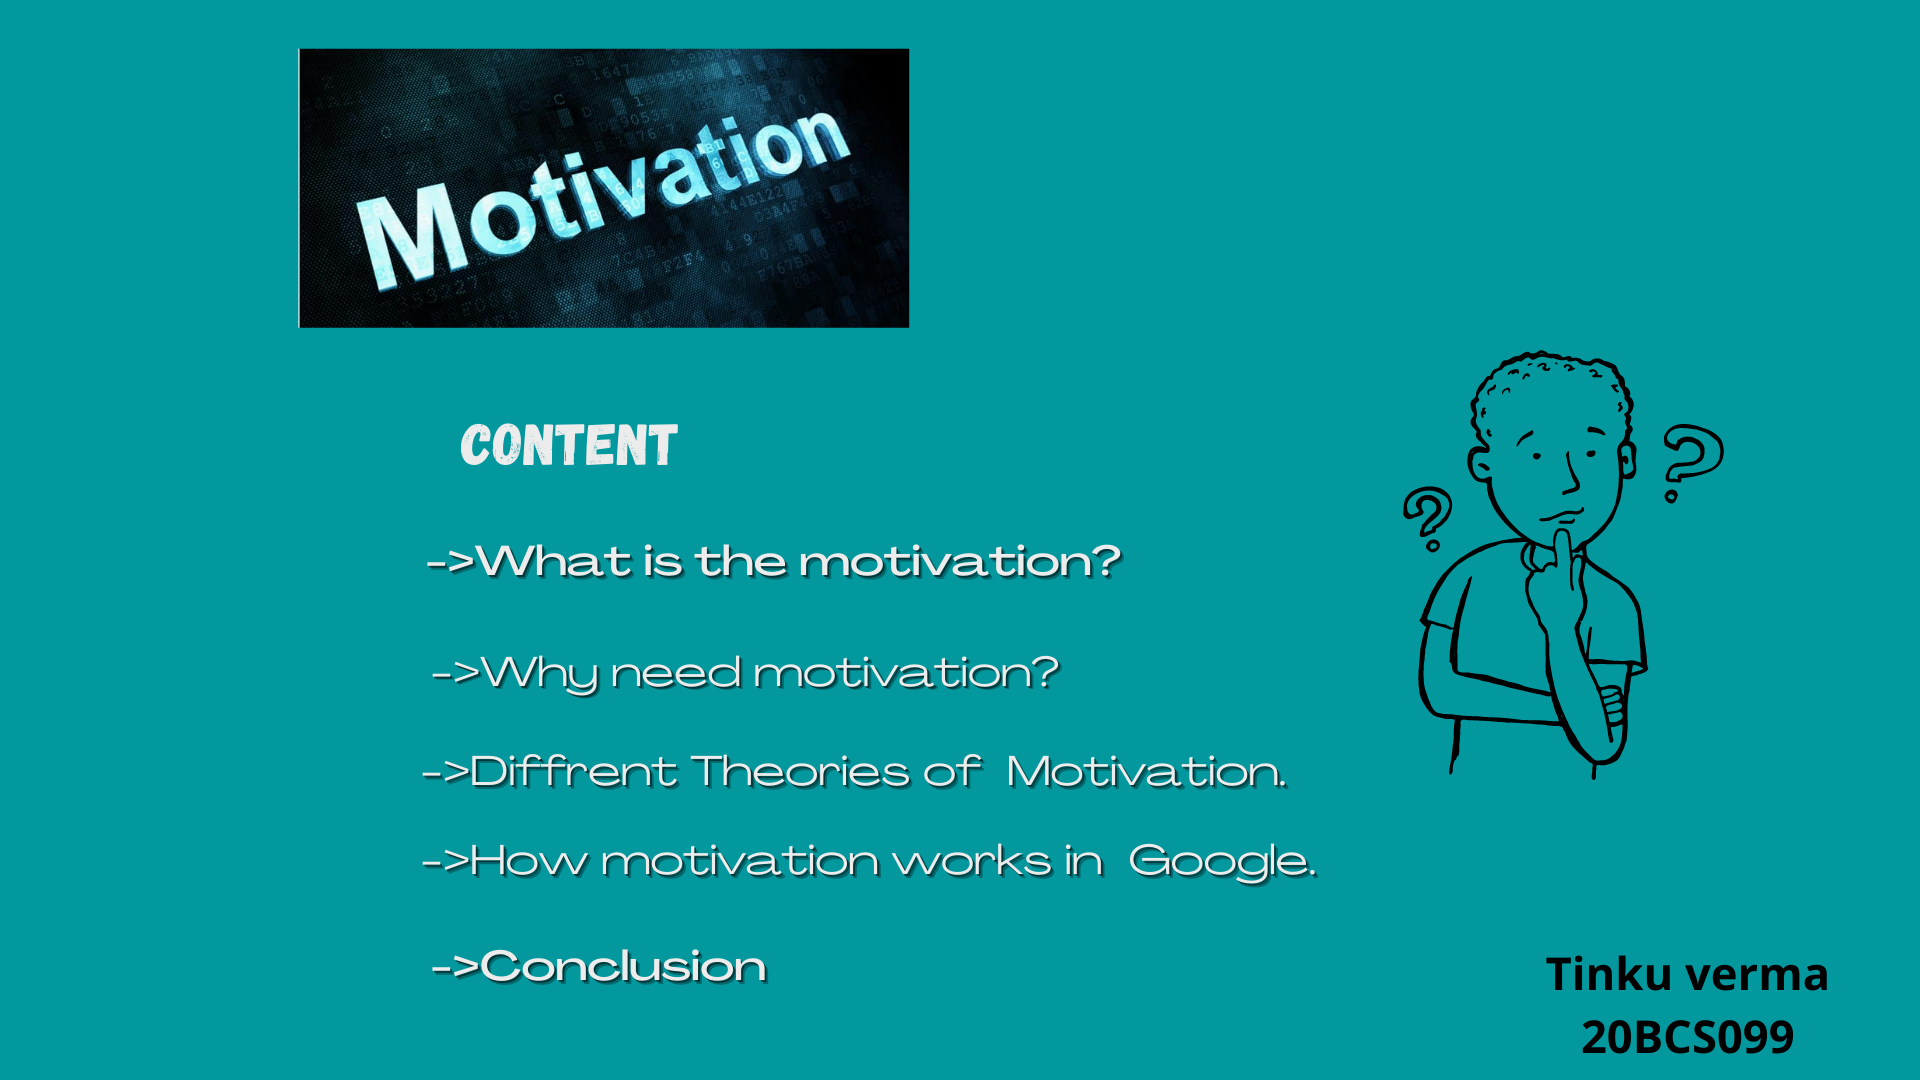 Motivation
CONTENT
->What is the motivation?
->Why need motivation?
->Diffrent Theories of Motivation.
->How motivation works in Google.
->Conclusion
Tinku verma
20BCS099